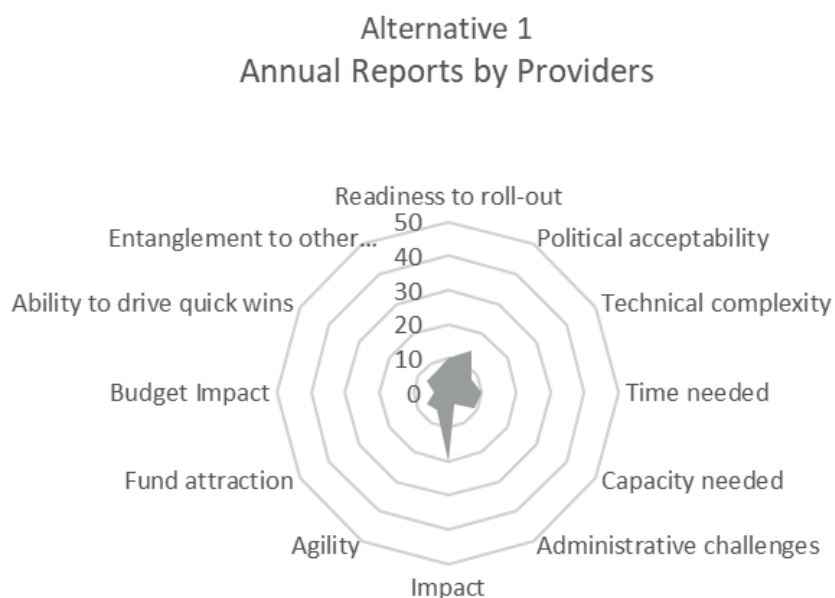 Alternative 1
Annual Reports by Providers
Readiness to roll-out
50
Entanglement to other...
Political acceptability
40
Ability to drive quick wins
30
Technical complexity
20
10
Budget Impact
0
Time needed
Fund attraction
Capacity needed
Agility
Administrative challenges
Impact